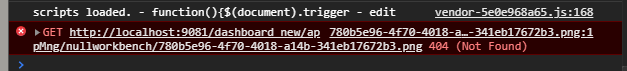 scripts loaded. - function(){$(document).trigger - edit vendor-5e0e968a65.js:168
GET http://localhost:9081/dashboard_new/ap 780b5e96-4f70-4018-a…-341eb17672b3.png:1
pMng/nullworkbench/780b5e96-4f70-4018-a14b-341eb17672b3.png 404 (Not Found)